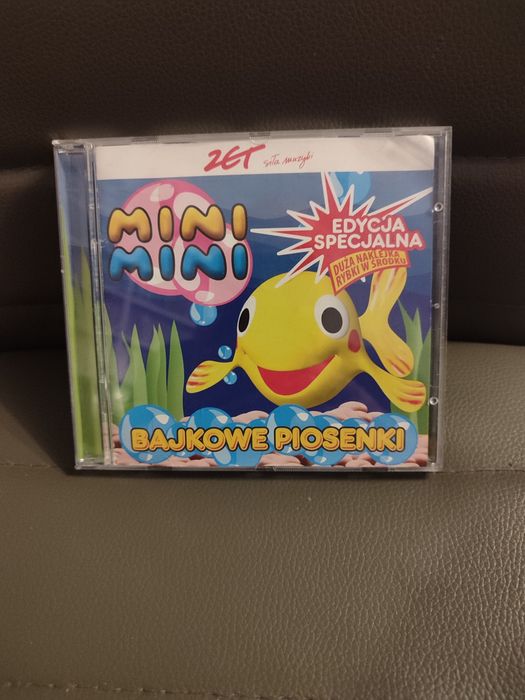 ZET siła muzyki
MINI
MINI
EDYCJA
SPECJALNA
DUŻA NAKLEJKA
RYBKI W ŚRODKU
BAJKOWE PIOSENKI